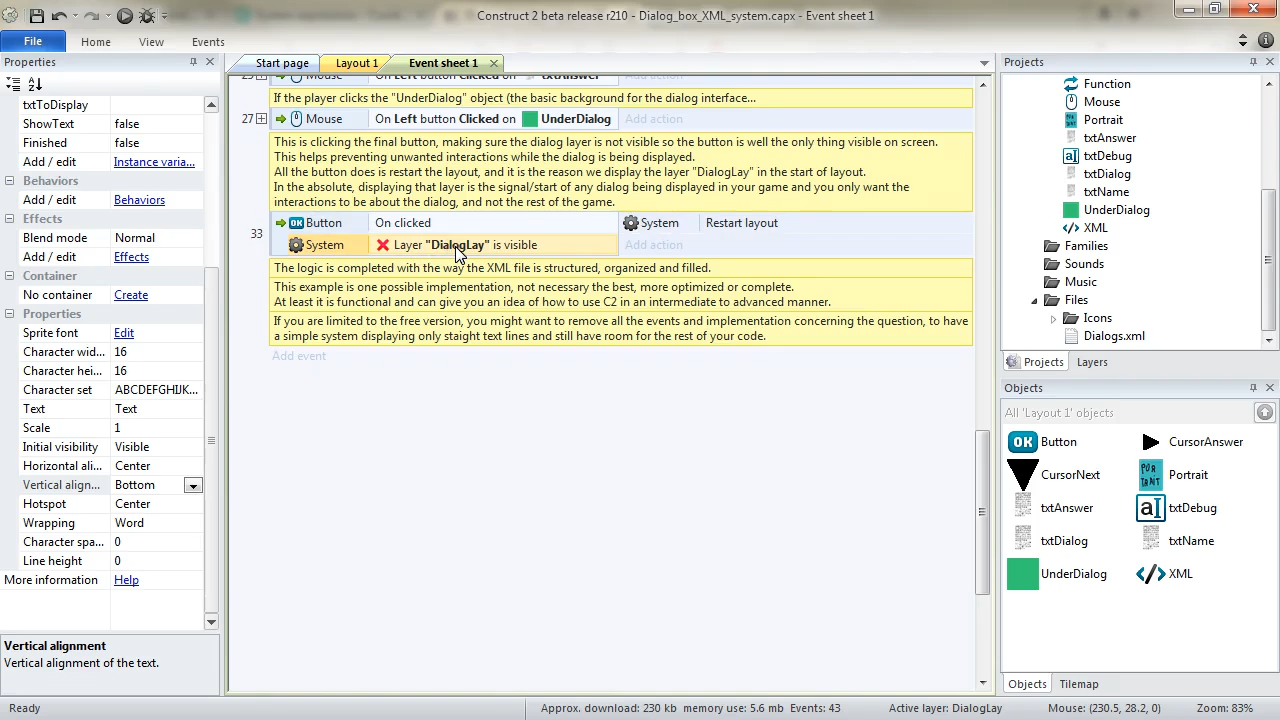 Construct 2 beta release r210 - Dialog_box_XML_system.capx - Event sheet 1
File Home View Events
Properties
txtToDisplay
ShowText false
Finished false
Add / edit Instance varia...
Behaviors
Add / edit Behaviors
Effects
Blend mode Normal
Add / edit Effects
Container
No container Create
Properties
Sprite font Edit
Character wid... 16
Character hei... 16
Character set ABCDEFGHIJK...
Text Text
Scale 1
Initial visibility Visible
Horizontal ali... Center
Vertical align... Bottom
Hotspot Center
Wrapping Word
Character spa... 0
Line height 0
More information Help
Vertical alignment
Vertical alignment of the text.
Start page Layout 1 Event sheet 1
25 Mouse On Left button Clicked on txtAnswer Add action
If the player clicks the "UnderDialog" object (the basic background for the dialog interface...
27 Mouse On Left button Clicked on UnderDialog Add action
This is clicking the final button, making sure the dialog layer is not visible so the button is well the only thing visible on screen.
This helps preventing unwanted interactions while the dialog is being displayed.
All the button does is restart the layout, and it is the reason we display the layer "DialogLay" in the start of layout.
In the absolute, displaying that layer is the signal/start of any dialog being displayed in your game and you only want the
interactions to be about the dialog, and not the rest of the game.
33
OK Button On clicked System Restart layout
System Layer "DialogLay" is visible Add action
The logic is completed with the way the XML file is structured, organized and filled.
This example is one possible implementation, not necessary the best, more optimized or complete.
At least it is functional and can give you an idea of how to use C2 in an intermediate to advanced manner.
If you are limited to the free version, you might want to remove all the events and implementation concerning the question, to have
a simple system displaying only staight text lines and still have room for the rest of your code.
Add event
Projects
Function
Mouse
Portrait
txtAnswer
txtDebug
txtDialog
txtName
UnderDialog
XML
Families
Sounds
Music
Files
Icons
Dialogs.xml
Projects Layers
Objects
All 'Layout 1' objects
OK Button CursorAnswer
CursorNext POR TRAIT Portrait
txtAnswer aI txtDebug
txtDialog txtName
UnderDialog XML
Objects Tilemap
Ready Approx. download: 230 kb memory use: 5.6 mb Events: 43 Active layer: DialogLay Mouse: (230.5, 28.2, 0) Zoom: 83%